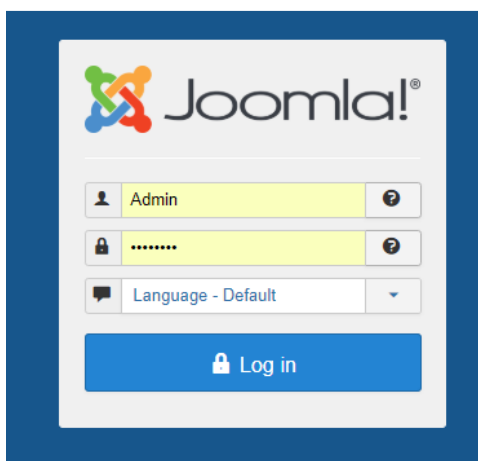 Joomla!®
Admin
••••••••
Language - Default
Log in